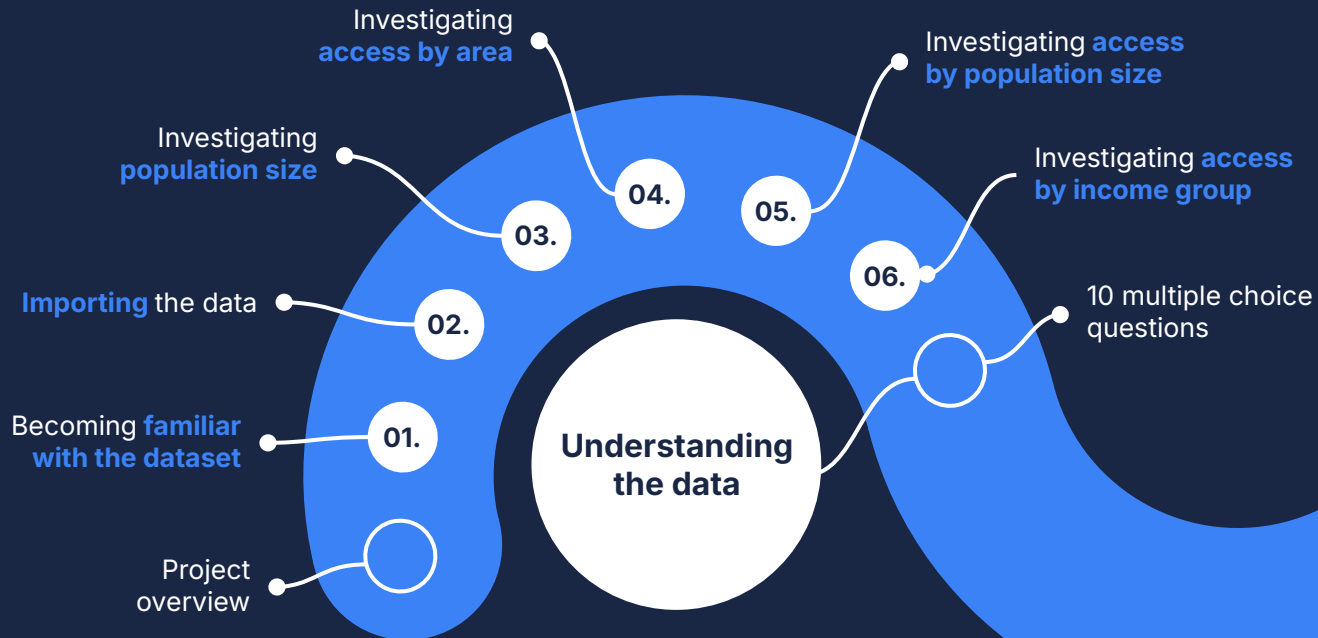 Investigating
access by area
Investigating access
by population size
Investigating
population size
Investigating access
by income group
04.
05.
03.
06.
Importing the data
02.
10 multiple choice
questions
Becoming familiar
with the dataset
01.
Understanding
the data
Project
overview